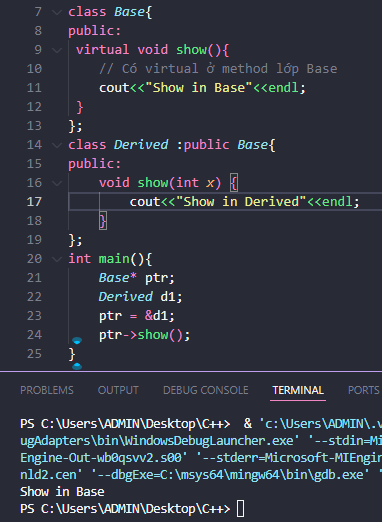 7 class Base{
8 public:
9 virtual void show(){
10 // Có virtual ở method lớp Base
11 cout<<"Show in Base"<<endl;
12 }
13 };
14 class Derived :public Base{
15 public:
16 void show(int x) {
17 cout<<"Show in Derived"<<endl;
18 }
19 };
20 int main(){
21 Base* ptr;
22 Derived d1;
23 ptr = &d1;
24 ptr->show();
25 }
PROBLEMS OUTPUT DEBUG CONSOLE TERMINAL PORTS
PS C:\Users\ADMIN\Desktop\C++> & 'c:\Users\ADMIN\.v
ugAdapters\bin\WindowsDebugLauncher.exe' '--stdin=Mi
Engine-Out-wb0qsvv2.s00' '--stderr=Microsoft-MIEngin
nld2.cen' '--dbgExe=C:\msys64\mingw64\bin\gdb.exe' '
Show in Base
PS C:\Users\ADMIN\Desktop\C++>